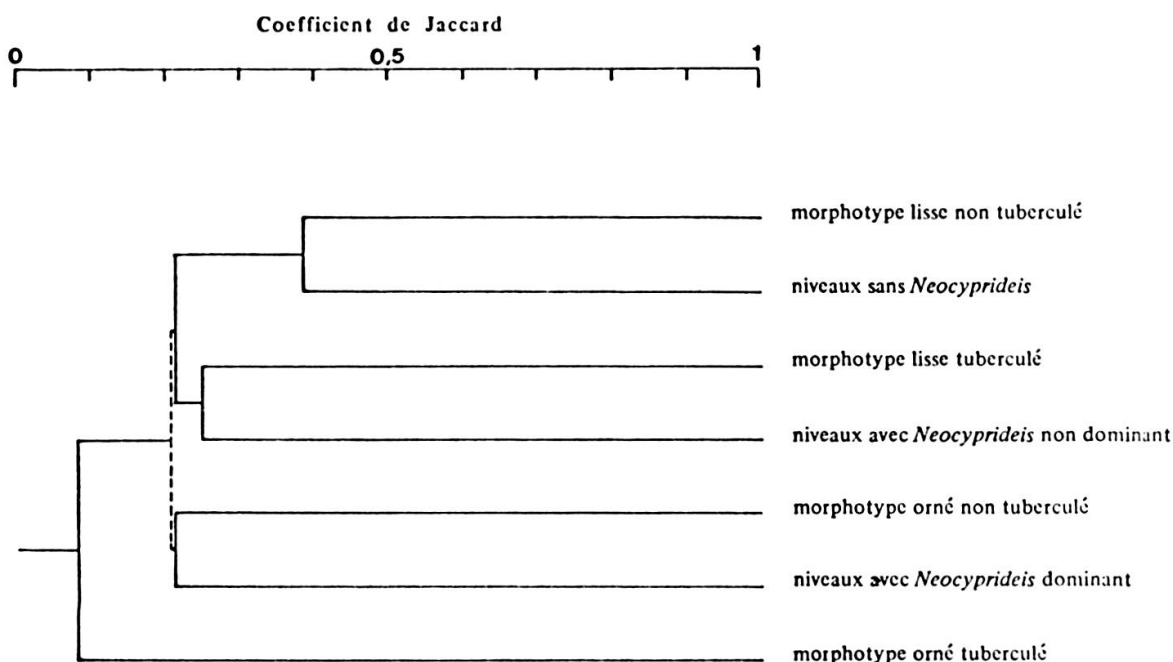 Coefficient de Jaccard
0 0,5 1
morphotype lisse non tuberculé
niveaux sans Neocyprideis
morphotype lisse tuberculé
niveaux avec Neocyprideis non dominant
morphotype orné non tuberculé
niveaux avec Neocyprideis dominant
morphotype orné tuberculé